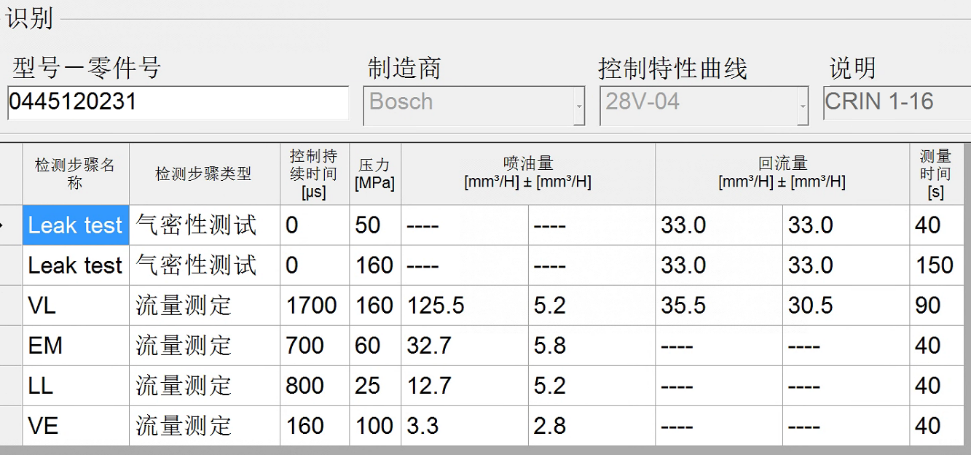 识别
型号－零件号 制造商 控制特性曲线 说明
0445120231 Bosch 28V-04 CRIN 1-16
检测步骤名称 检测步骤类型 控制持续时间 [µs] 压力 [MPa] 喷油量 [mm³/H] ± [mm³/H] 回流量 [mm³/H] ± [mm³/H] 测量时间 [s]
Leak test 气密性测试 0 50 ---- ---- 33.0 33.0 40
Leak test 气密性测试 0 160 ---- ---- 33.0 33.0 150
VL 流量测定 1700 160 125.5 5.2 35.5 30.5 90
EM 流量测定 700 60 32.7 5.8 ---- ---- 40
LL 流量测定 800 25 12.7 5.2 ---- ---- 40
VE 流量测定 160 100 3.3 2.8 ---- ---- 40